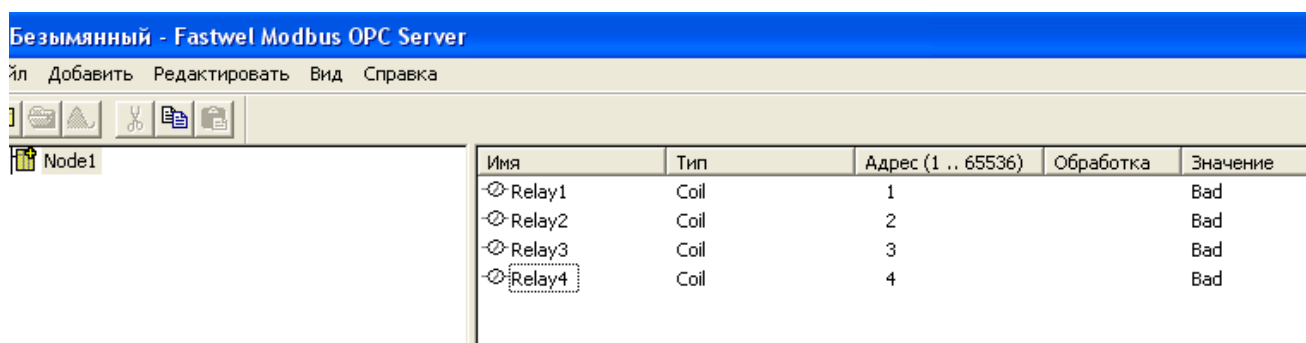 Безымянный - Fastwel Modbus OPC Server
йл Добавить Редактировать Вид Справка
Node1
Имя Тип Адрес (1 .. 65536) Обработка Значение
Relay1 Coil 1 Bad
Relay2 Coil 2 Bad
Relay3 Coil 3 Bad
Relay4 Coil 4 Bad